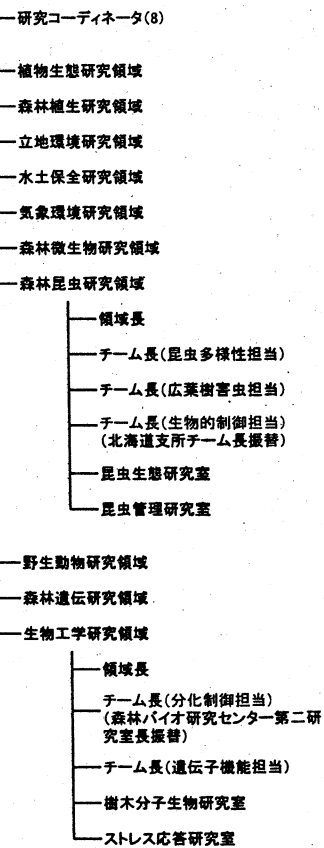 研究コーディネータ(8)
植物生態研究領域
森林植生研究領域
立地環境研究領域
水土保全研究領域
気象環境研究領域
森林微生物研究領域
森林昆虫研究領域
領域長
チーム長(昆虫多様性担当)
チーム長(広葉樹害虫担当)
チーム長(生物的制御担当)
(北海道支所チーム長振替)
昆虫生態研究室
昆虫管理研究室
野生動物研究領域
森林遺伝研究領域
生物工学研究領域
領域長
チーム長(分化制御担当)
(森林バイオ研究センター第二研
究室長振替)
チーム長(遺伝子機能担当)
樹木分子生物研究室
ストレス応答研究室